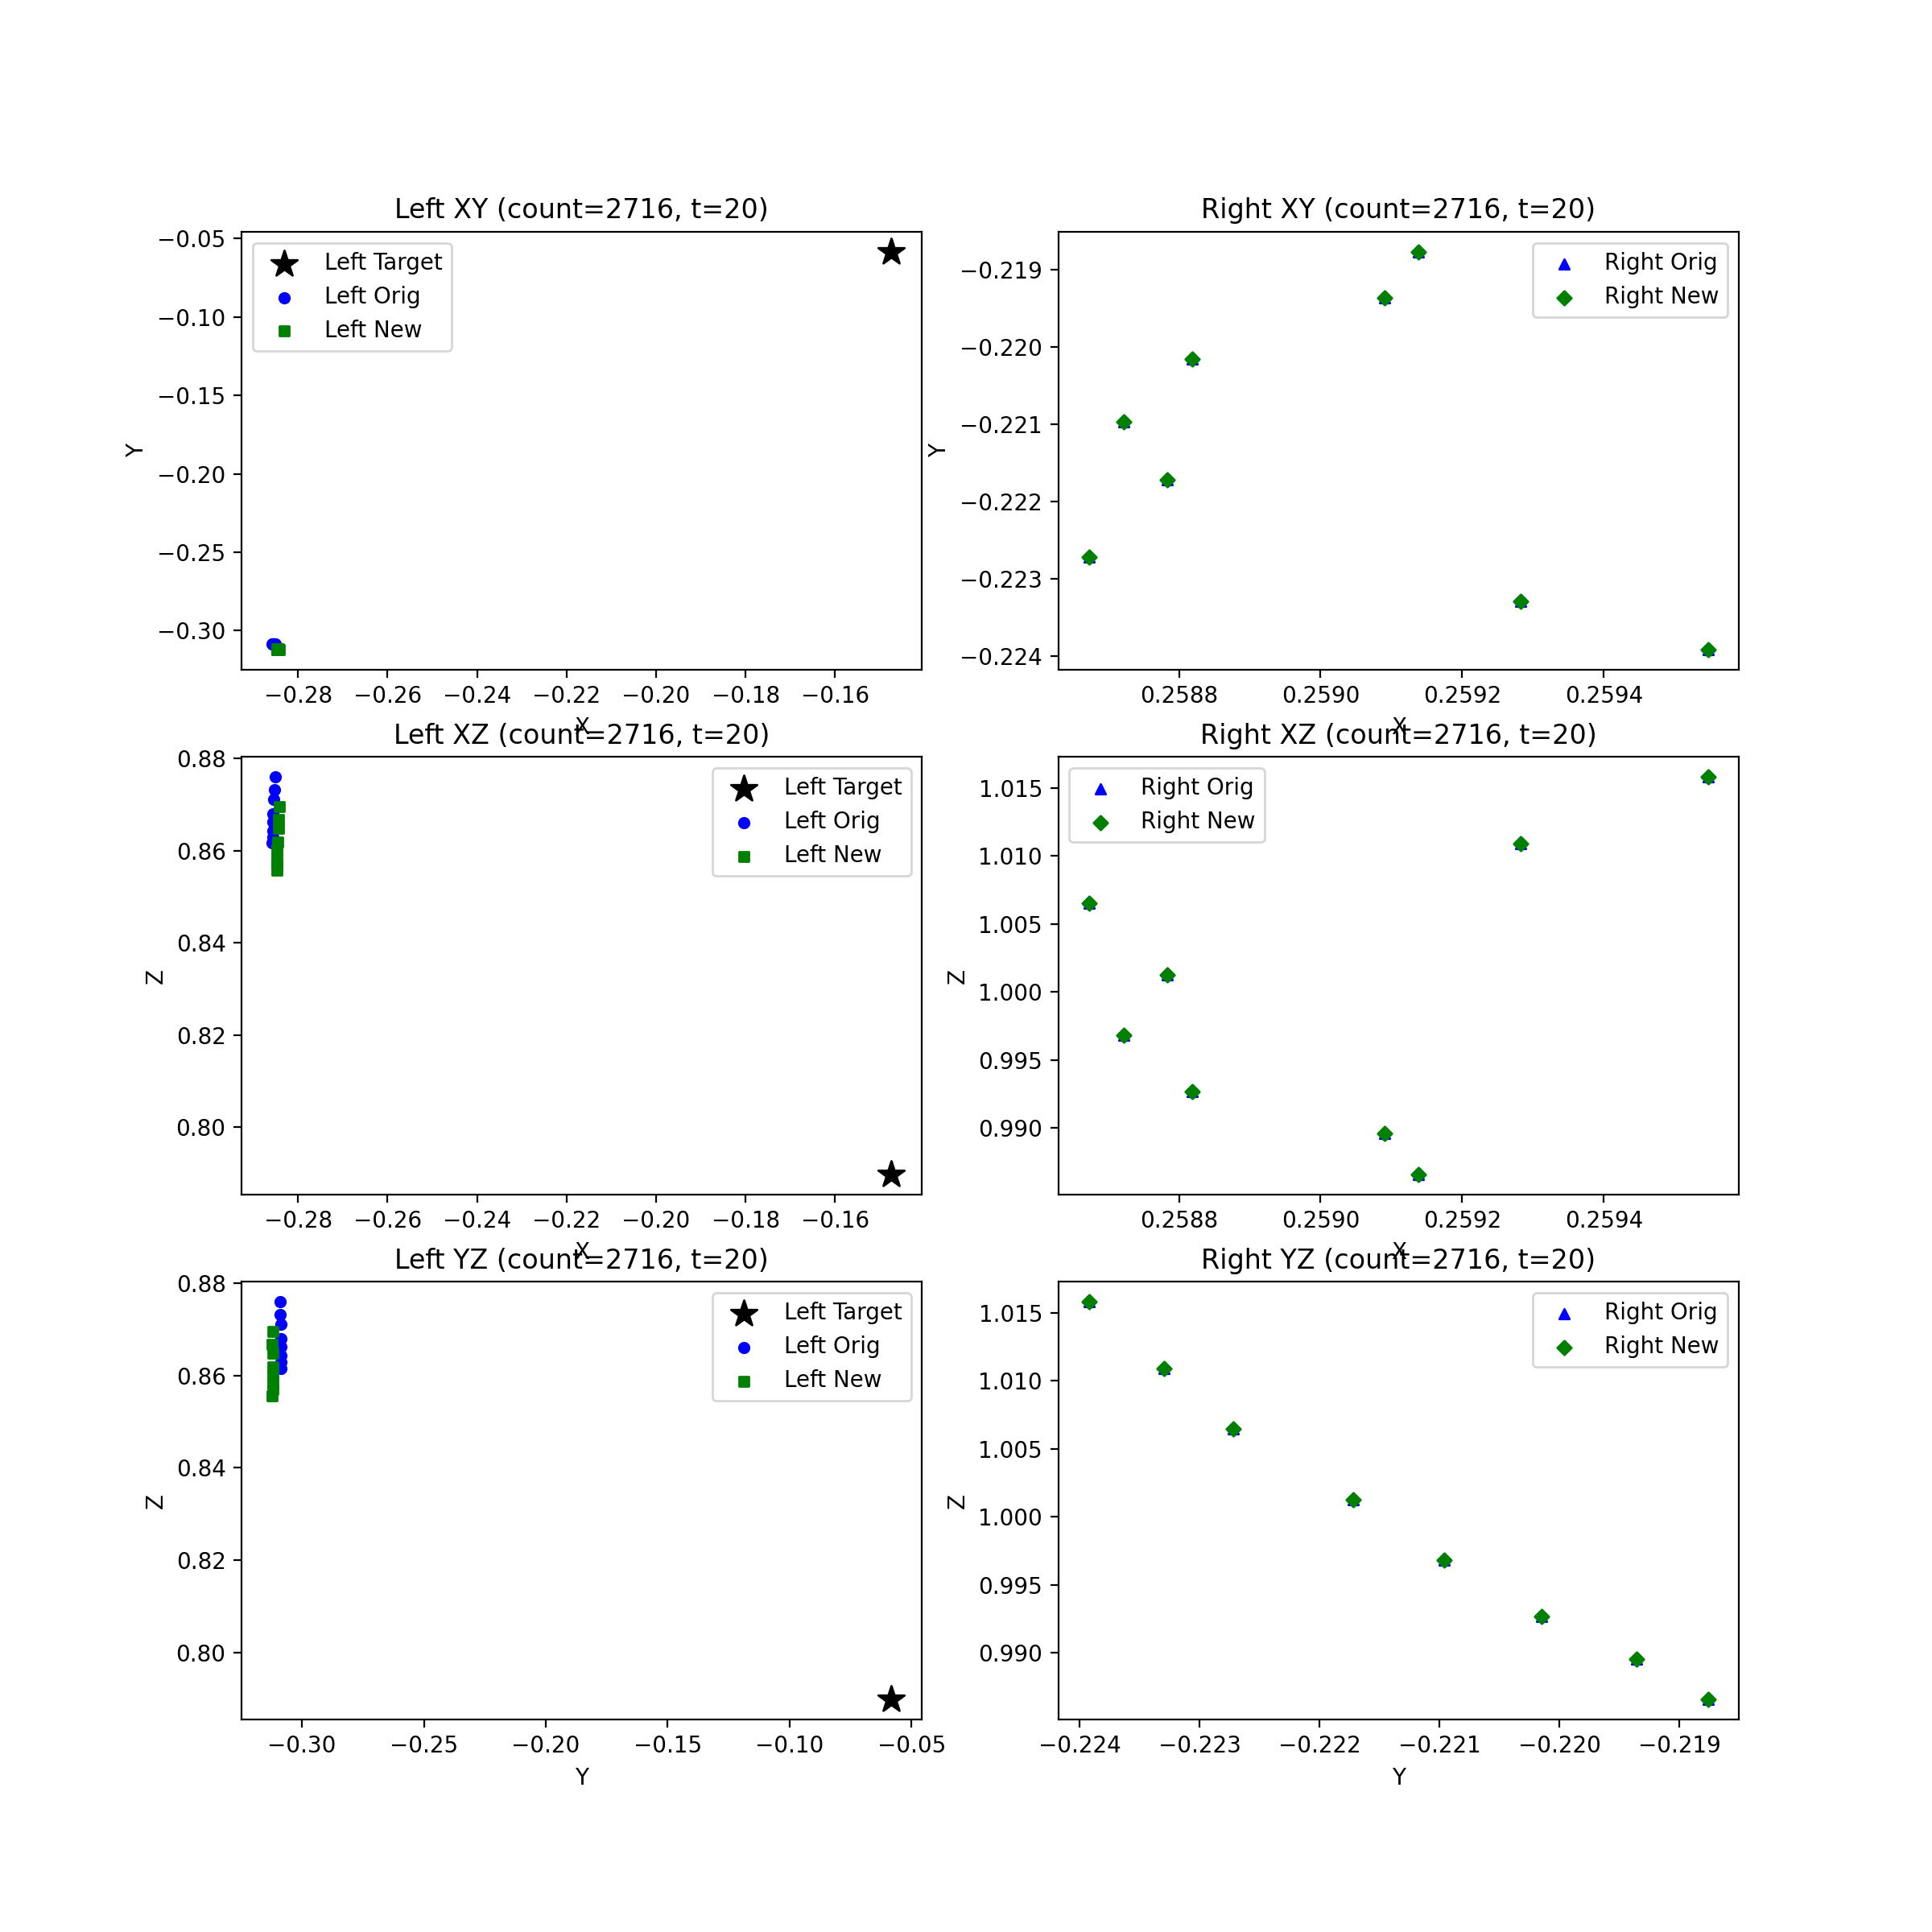 Left XY (count=2716, t=20)
Right XY (count=2716, t=20)
−0.05
−0.10
−0.15
−0.20
−0.25
−0.30
Y
Left Target
Left Orig
Left New
−0.28
−0.26
−0.24
−0.22
−0.20
−0.18
−0.16
X
−0.219
−0.220
−0.221
−0.222
−0.223
−0.224
Y
Right Orig
Right New
0.2588
0.2590
0.2592
0.2594
X
Left XZ (count=2716, t=20)
Right XZ (count=2716, t=20)
0.88
0.86
0.84
0.82
0.80
Z
Left Target
Left Orig
Left New
−0.28
−0.26
−0.24
−0.22
−0.20
−0.18
−0.16
X
1.015
1.010
1.005
1.000
0.995
0.990
Z
Right Orig
Right New
0.2588
0.2590
0.2592
0.2594
X
Left YZ (count=2716, t=20)
Right YZ (count=2716, t=20)
0.88
0.86
0.84
0.82
0.80
Z
Left Target
Left Orig
Left New
−0.30
−0.25
−0.20
−0.15
−0.10
−0.05
Y
1.015
1.010
1.005
1.000
0.995
0.990
Z
Right Orig
Right New
−0.224
−0.223
−0.222
−0.221
−0.220
−0.219
Y